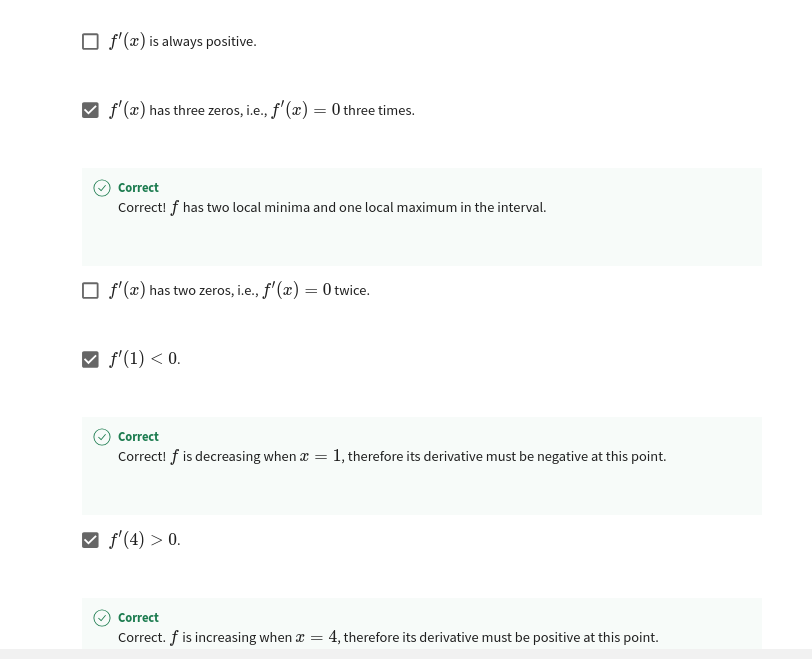 f′(x) is always positive.
f′(x) has three zeros, i.e., f′(x) = 0 three times.
Correct
Correct! f has two local minima and one local maximum in the interval.
f′(x) has two zeros, i.e., f′(x) = 0 twice.
f′(1) < 0.
Correct
Correct! f is decreasing when x = 1, therefore its derivative must be negative at this point.
f′(4) > 0.
Correct
Correct. f is increasing when x = 4, therefore its derivative must be positive at this point.